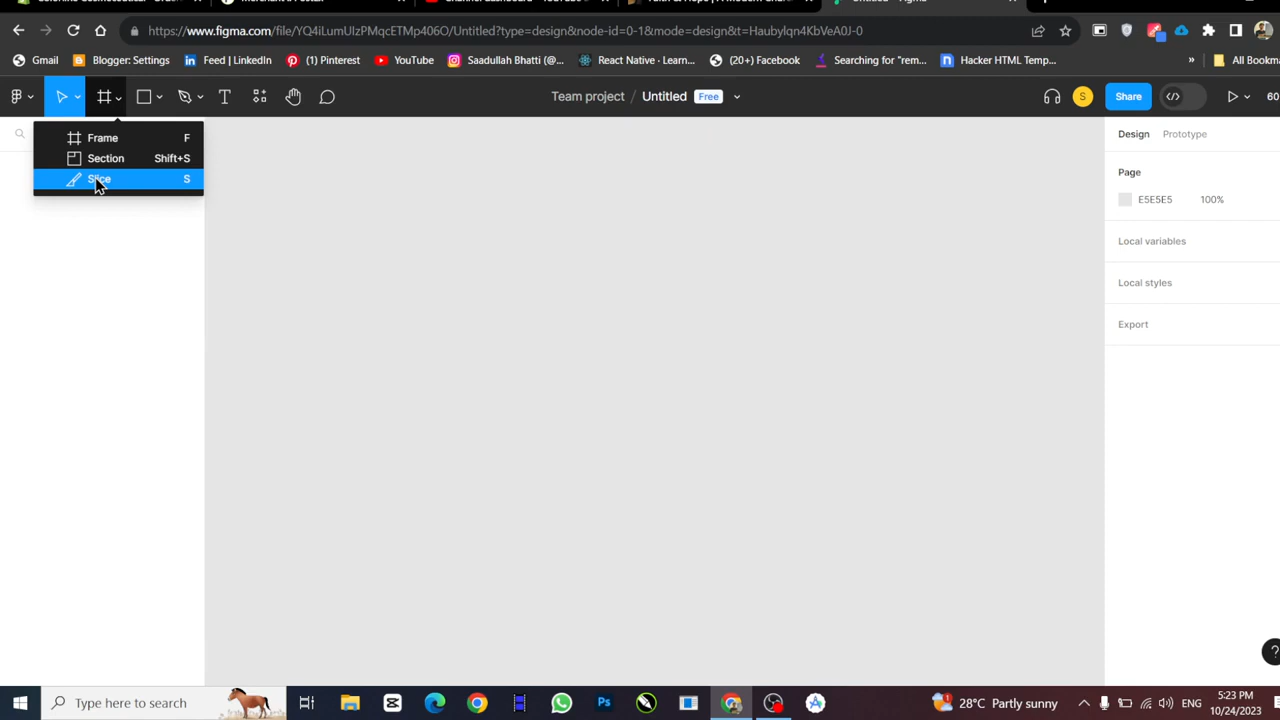 https://www.figma.com/file/YQ4iLumUIzPMqcETMp406O/Untitled?type=design&node-id=0-1&mode=design&t=Haubylqn4KbVeA0J-0
Gmail
Blogger: Settings
Feed | LinkedIn
(1) Pinterest
YouTube
Saadullah Bhatti (@...
React Native · Learn...
(20+) Facebook
Searching for "rem...
Hacker HTML Temp...
»
All Bookma
Team project / Untitled Free
S
Share
60
Frame F
Section Shift+S
Slice S
Design
Prototype
Page
E5E5E5 100%
Local variables
Local styles
Export
?
Type here to search
28°C Partly sunny
ENG
5:23 PM
10/24/2023